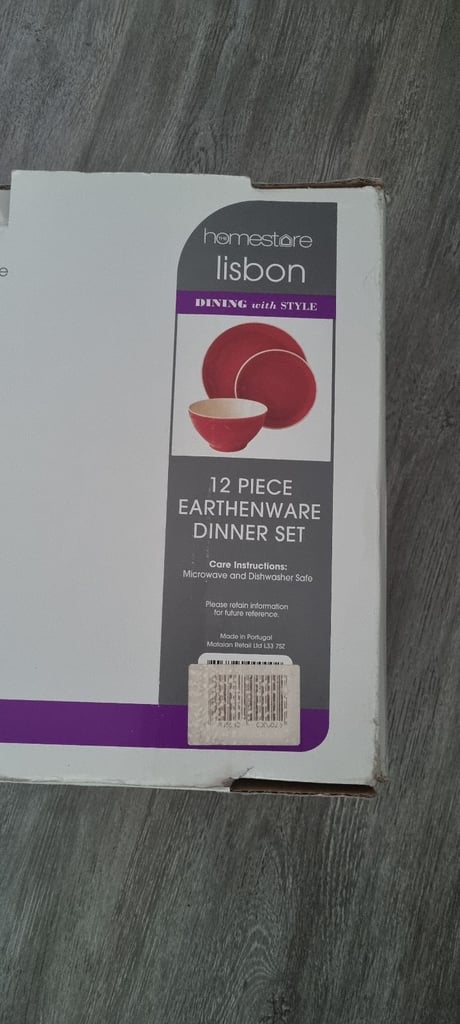 THE homestore
e
lisbon
DINING with STYLE
12 PIECE
EARTHENWARE
DINNER SET
Care Instructions:
Microwave and Dishwasher Safe
Please retain information
for future reference.
Made in Portugal
Matalan Retail Ltd L33 7SZ